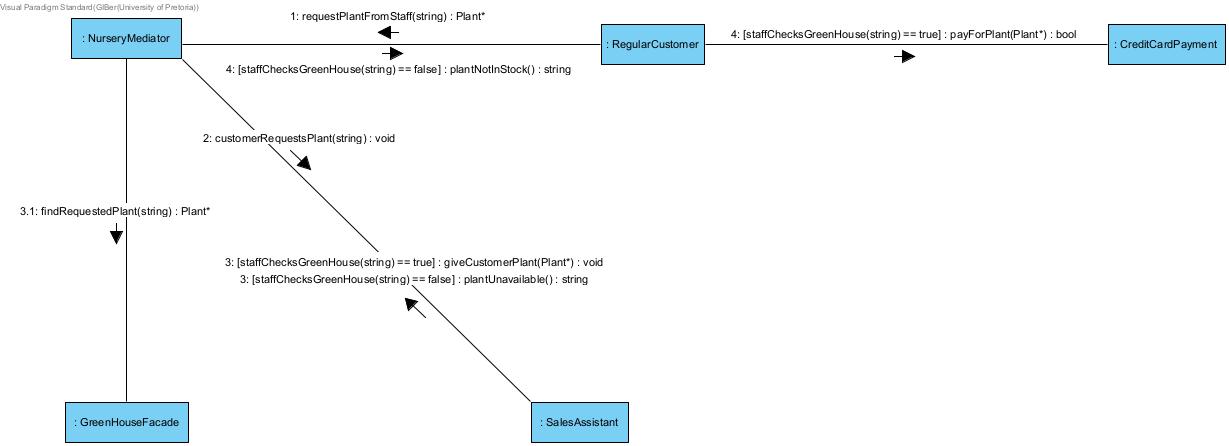 Visual Paradigm Standard(GIBer(University of Pretoria))
1: requestPlantFromStaff(string) : Plant*
: NurseryMediator
: RegularCustomer
4: [staffChecksGreenHouse(string) == true] : payForPlant(Plant*) : bool
: CreditCardPayment
4: [staffChecksGreenHouse(string) == false] : plantNotInStock() : string
2: customerRequestsPlant(string) : void
3.1: findRequestedPlant(string) : Plant*
3: [staffChecksGreenHouse(string) == true] : giveCustomerPlant(Plant*) : void
3: [staffChecksGreenHouse(string) == false] : plantUnavailable() : string
: GreenHouseFacade
: SalesAssistant